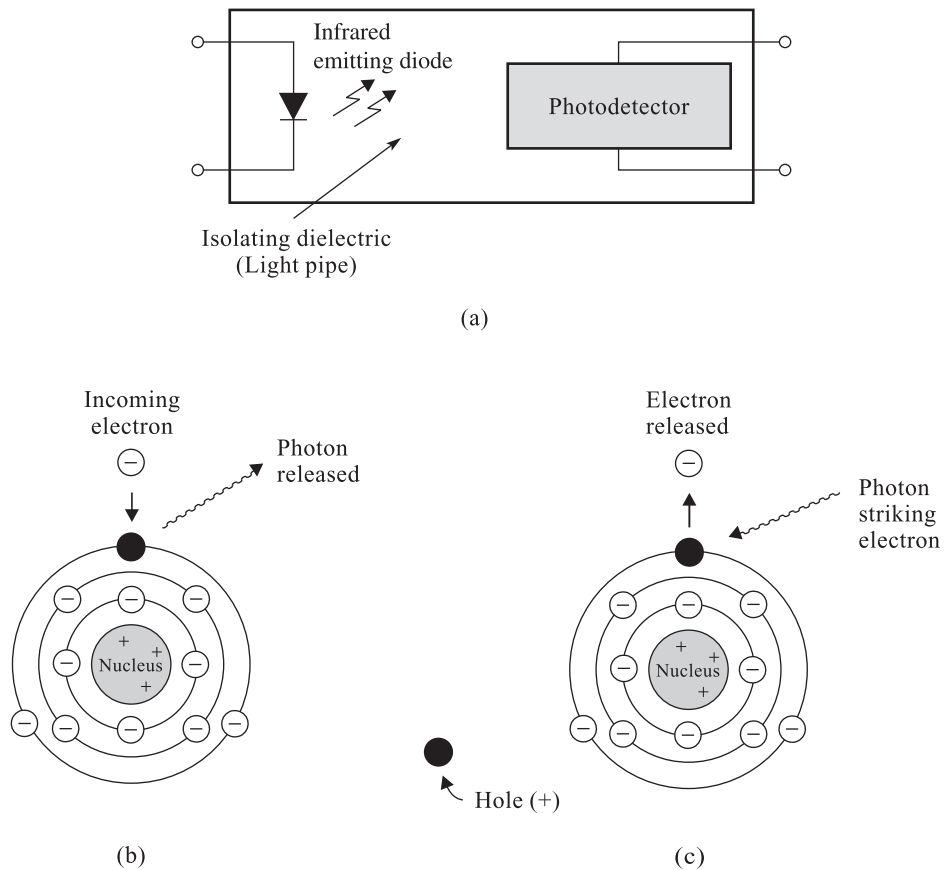 Infrared
emitting diode
Photodetector
Isolating dielectric
(Light pipe)
(a)
Incoming
electron
−
Photon
released
− − −
− Nucleus + + + −
− − − − −
(b)
Electron
released
−
Photon
striking
electron
− − −
− Nucleus + + + −
− − − − −
(c)
Hole (+)